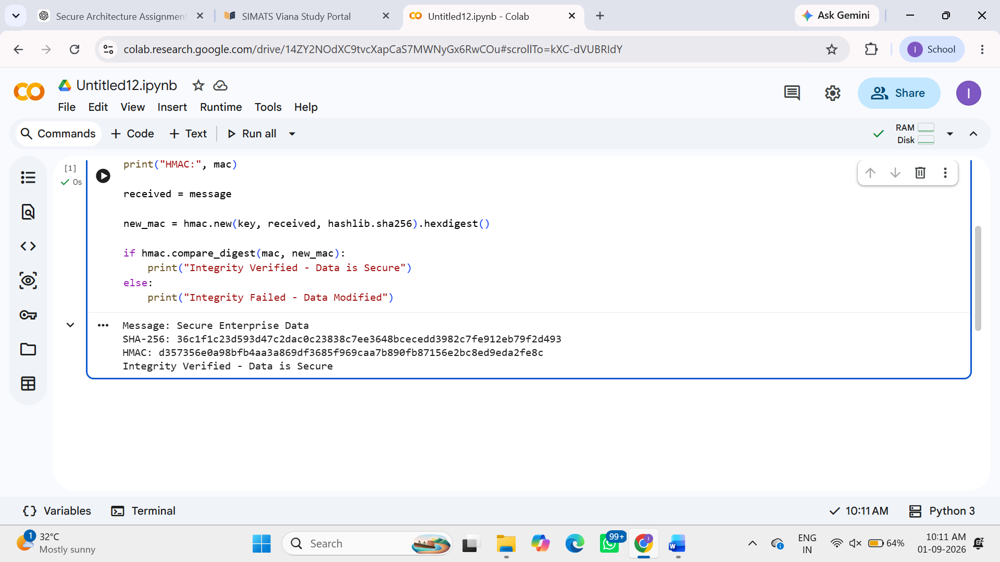 Secure Architecture Assignment
SIMATS Viana Study Portal
Untitled12.ipynb - Colab
Ask Gemini
colab.research.google.com/drive/14ZY2NOdXC9tvcXapCaS7MWNyGx6RwCOu#scrollTo=kXC-dVUBRIdY
I School
Untitled12.ipynb
File Edit View Insert Runtime Tools Help
Share
I
Commands + Code + Text Run all
RAM
Disk
[1]
0s
print("HMAC:", mac)
received = message
new_mac = hmac.new(key, received, hashlib.sha256).hexdigest()
if hmac.compare_digest(mac, new_mac):
print("Integrity Verified - Data is Secure")
else:
print("Integrity Failed - Data Modified")
Message: Secure Enterprise Data
SHA-256: 36c1f1c23d593d47c2dac0c23838c7ee3648bcecedd3982c7fe912eb79f2d493
HMAC: d357356e0a98bfb4aa3a869df3685f969caa7b890fb87156e2bc8ed9eda2fe8c
Integrity Verified - Data is Secure
Variables Terminal
10:11 AM Python 3
1
32°C
Mostly sunny
Search
99+
ENG
IN
64%
10:11 AM
01-09-2026